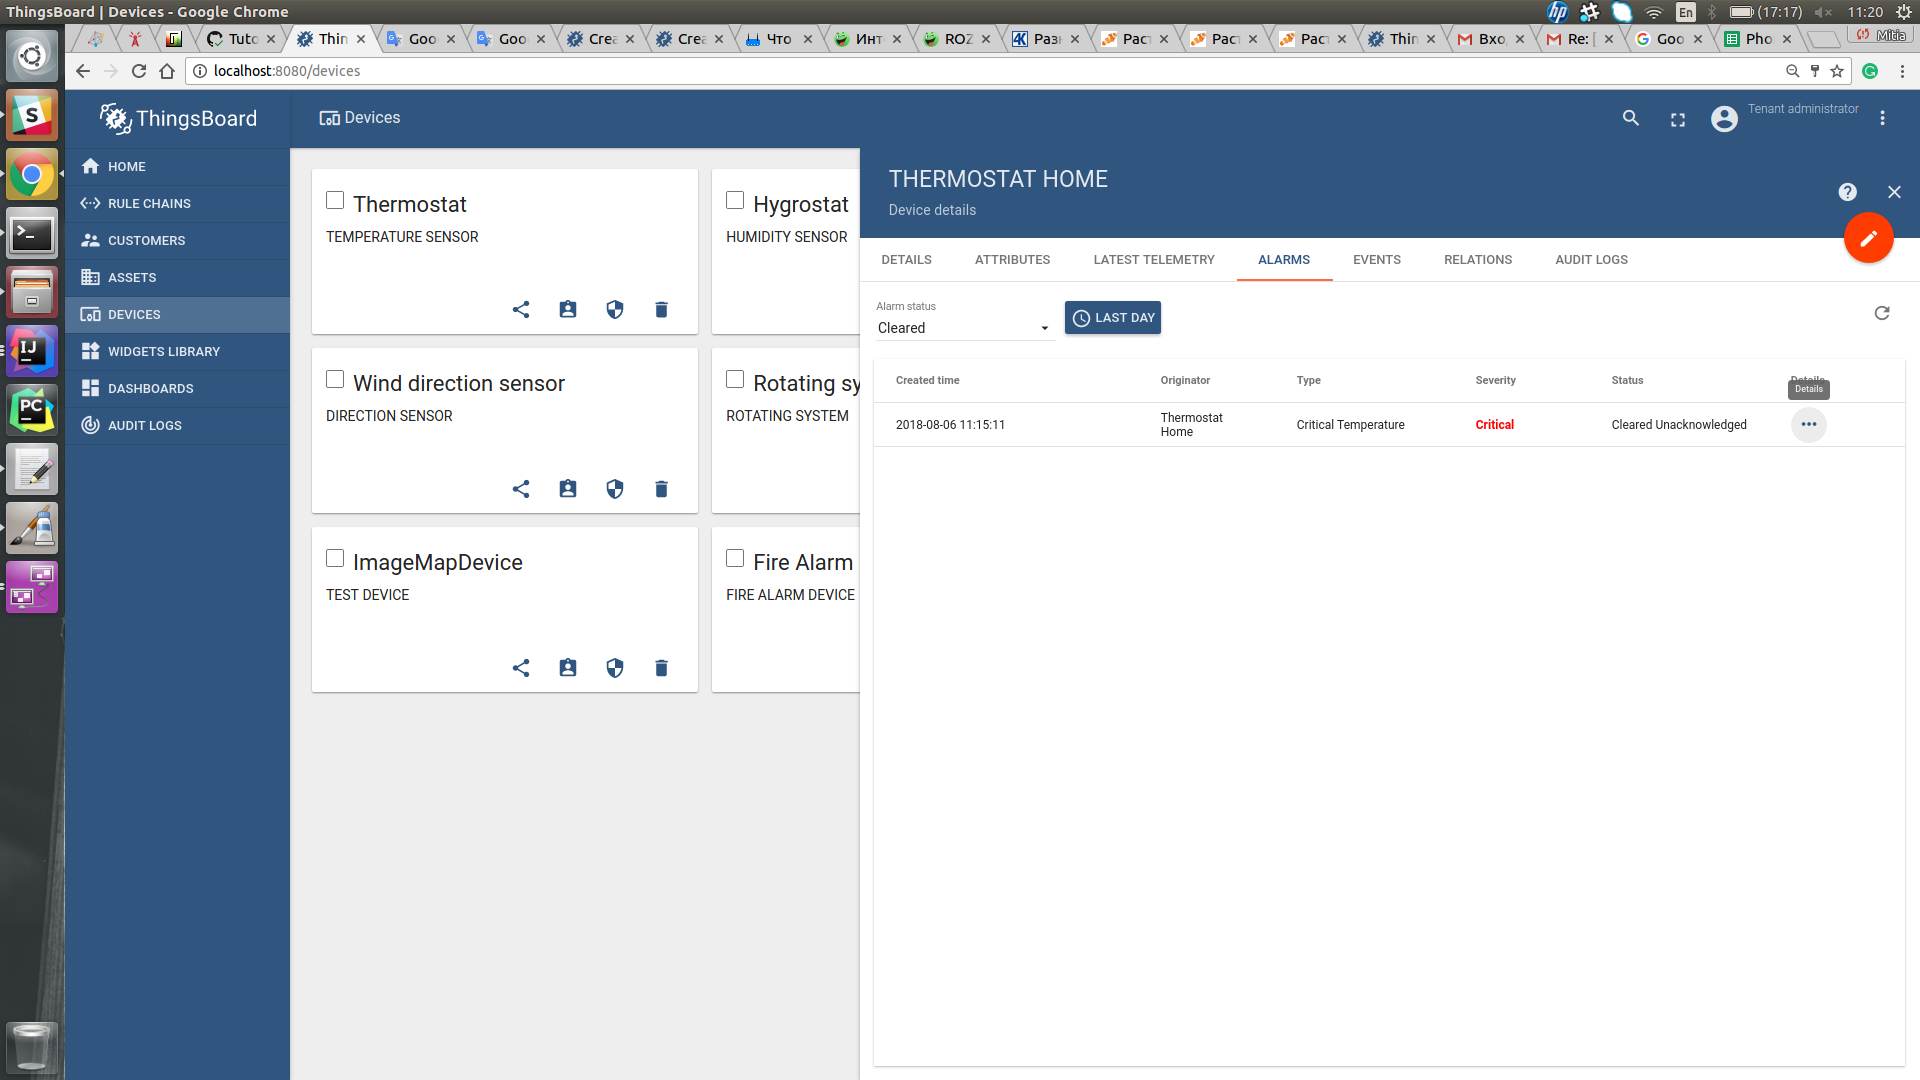 ThingsBoard | Devices - Google Chrome
En
(17:17)
11:20
Tuto
Thin
Goo
Goo
Crea
Crea
Что
Инт
ROZ
Разн
Раст
Раст
Раст
Thin
Вхо
Re: [
Goo
Pho
Mitia
localhost:8080/devices
ThingsBoard
Devices
Tenant administrator
HOME
RULE CHAINS
CUSTOMERS
ASSETS
DEVICES
WIDGETS LIBRARY
DASHBOARDS
AUDIT LOGS
Thermostat
TEMPERATURE SENSOR
Hygrostat
HUMIDITY SENSOR
Wind direction sensor
DIRECTION SENSOR
Rotating sy
ROTATING SYSTEM
ImageMapDevice
TEST DEVICE
Fire Alarm
FIRE ALARM DEVICE
THERMOSTAT HOME
Device details
DETAILS ATTRIBUTES LATEST TELEMETRY ALARMS EVENTS RELATIONS AUDIT LOGS
Alarm status
Cleared
LAST DAY
Created time Originator Type Severity Status Details
Details
2018-08-06 11:15:11 Thermostat Home Critical Temperature Critical Cleared Unacknowledged